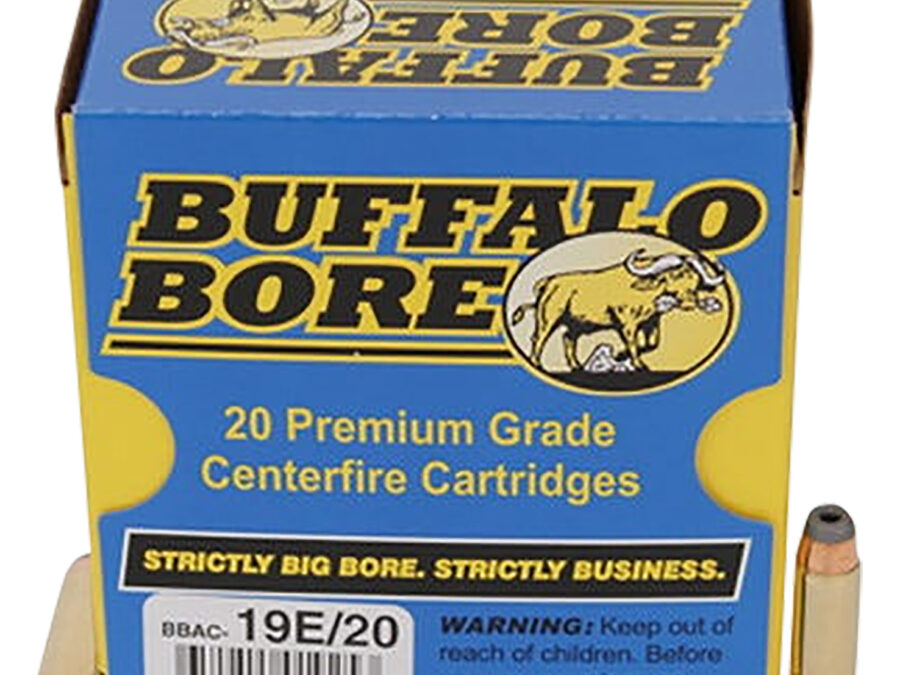 BUFFALO
BORE
BUFFALO
BORE
20 Premium Grade
Centerfire Cartridges
STRICTLY BIG BORE. STRICTLY BUSINESS.
BBAC- 19E/20
WARNING: Keep out of
reach of children. Before